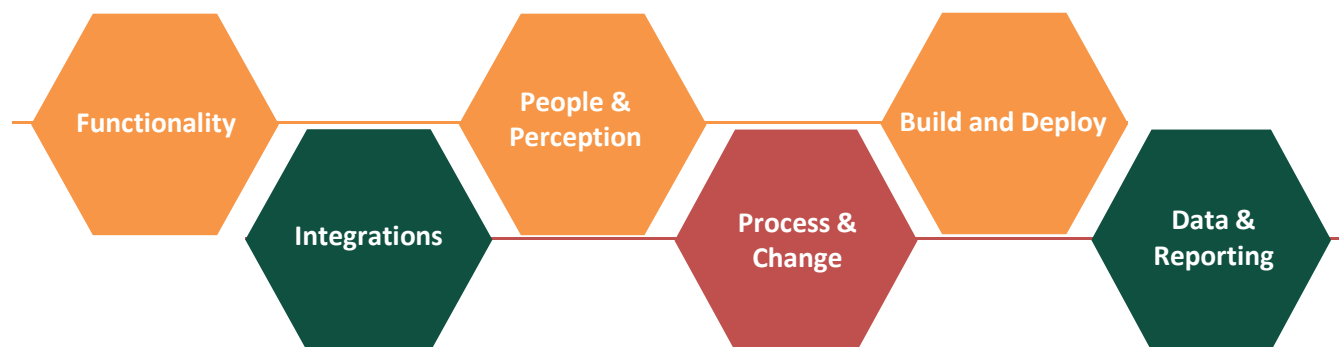 Functionality
Integrations
People &
Perception
Process &
Change
Build and Deploy
Data &
Reporting